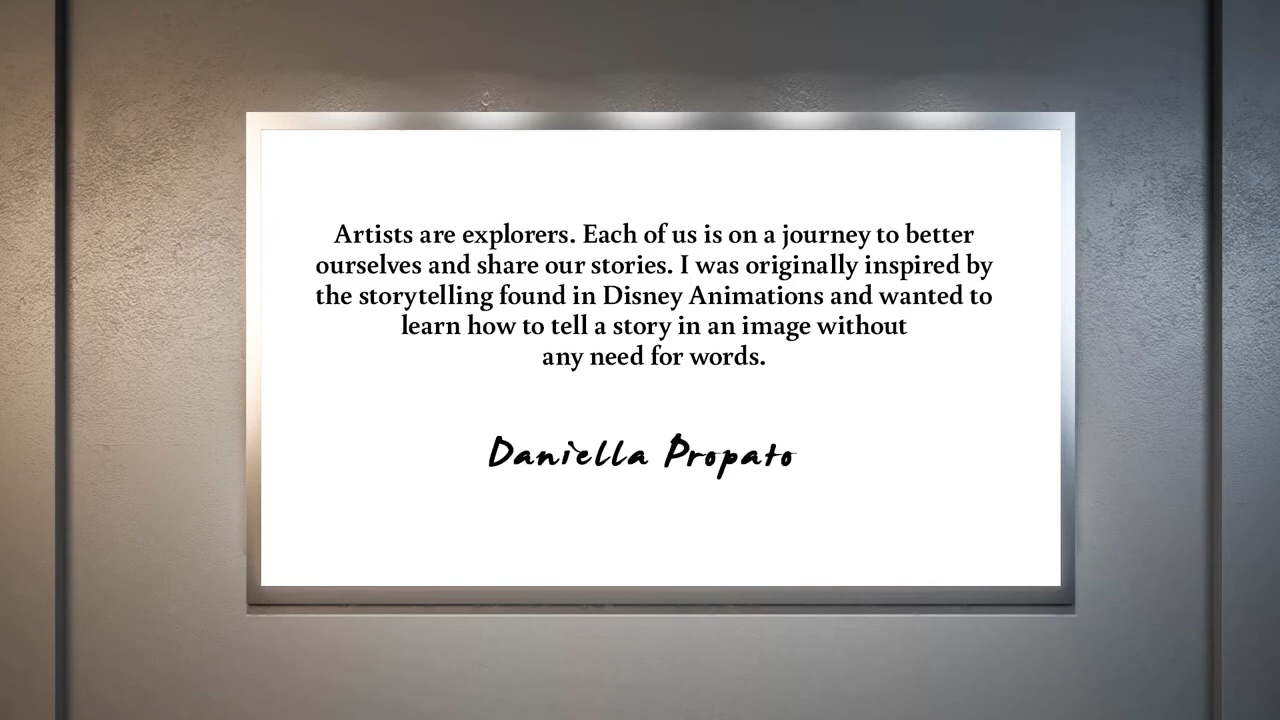 Artists are explorers. Each of us is on a journey to better
ourselves and share our stories. I was originally inspired by
the storytelling found in Disney Animations and wanted to
learn how to tell a story in an image without
any need for words.
Daniella Propato